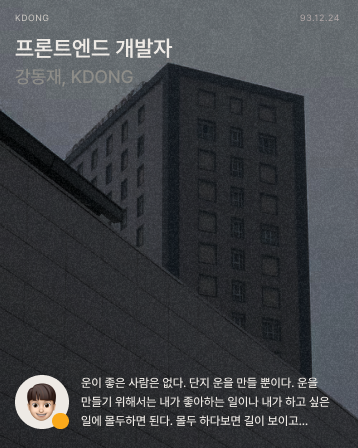 KDONG
93.12.24
프론트엔드 개발자
강동재, KDONG
운이 좋은 사람은 없다. 단지 운을 만들 뿐이다. 운을
만들기 위해서는 내가 좋아하는 일이나 내가 하고 싶은
일에 몰두하면 된다. 몰두 하다보면 길이 보이고...